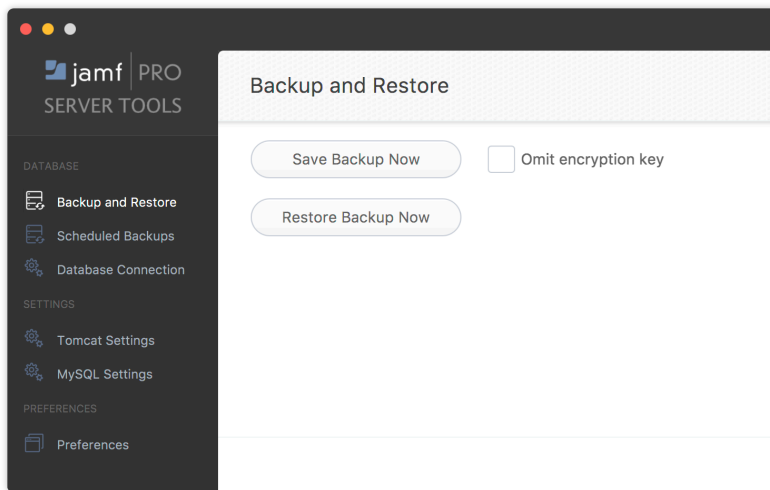 jamf PRO
SERVER TOOLS
DATABASE
Backup and Restore
Scheduled Backups
Database Connection
SETTINGS
Tomcat Settings
MySQL Settings
PREFERENCES
Preferences
Backup and Restore
Save Backup Now Omit encryption key
Restore Backup Now